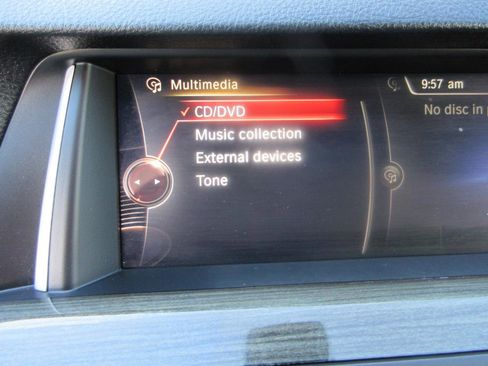 Multimedia
9:57 am
✓ CD/DVD
No disc in
Music collection
External devices
Tone